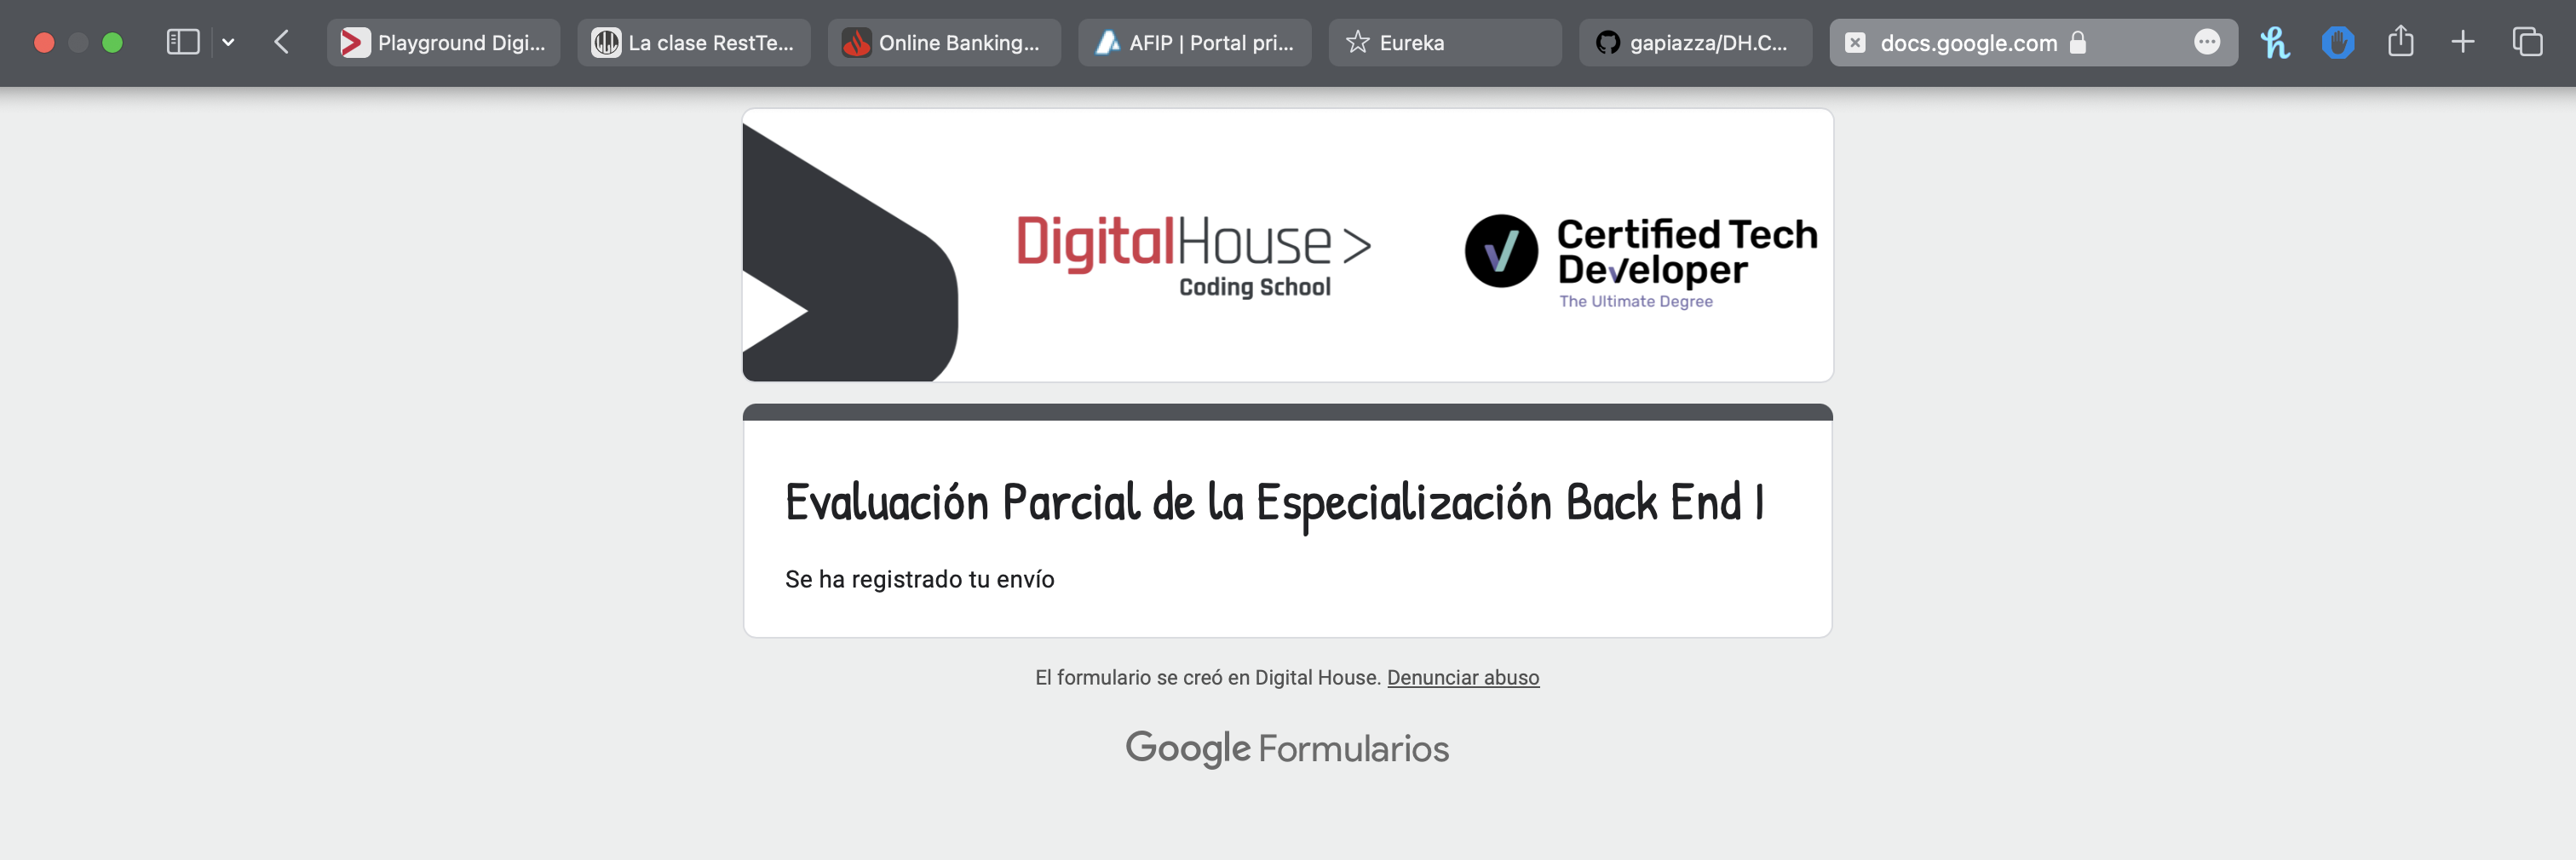 Playground Digi...
La clase RestTe...
Online Banking...
AFIP | Portal pri...
Eureka
gapiazza/DH.C...
docs.google.com
DigitalHouse >
Coding School
Certified Tech
Developer
The Ultimate Degree
Evaluación Parcial de la Especialización Back End I
Se ha registrado tu envío
El formulario se creó en Digital House. Denunciar abuso
Google Formularios